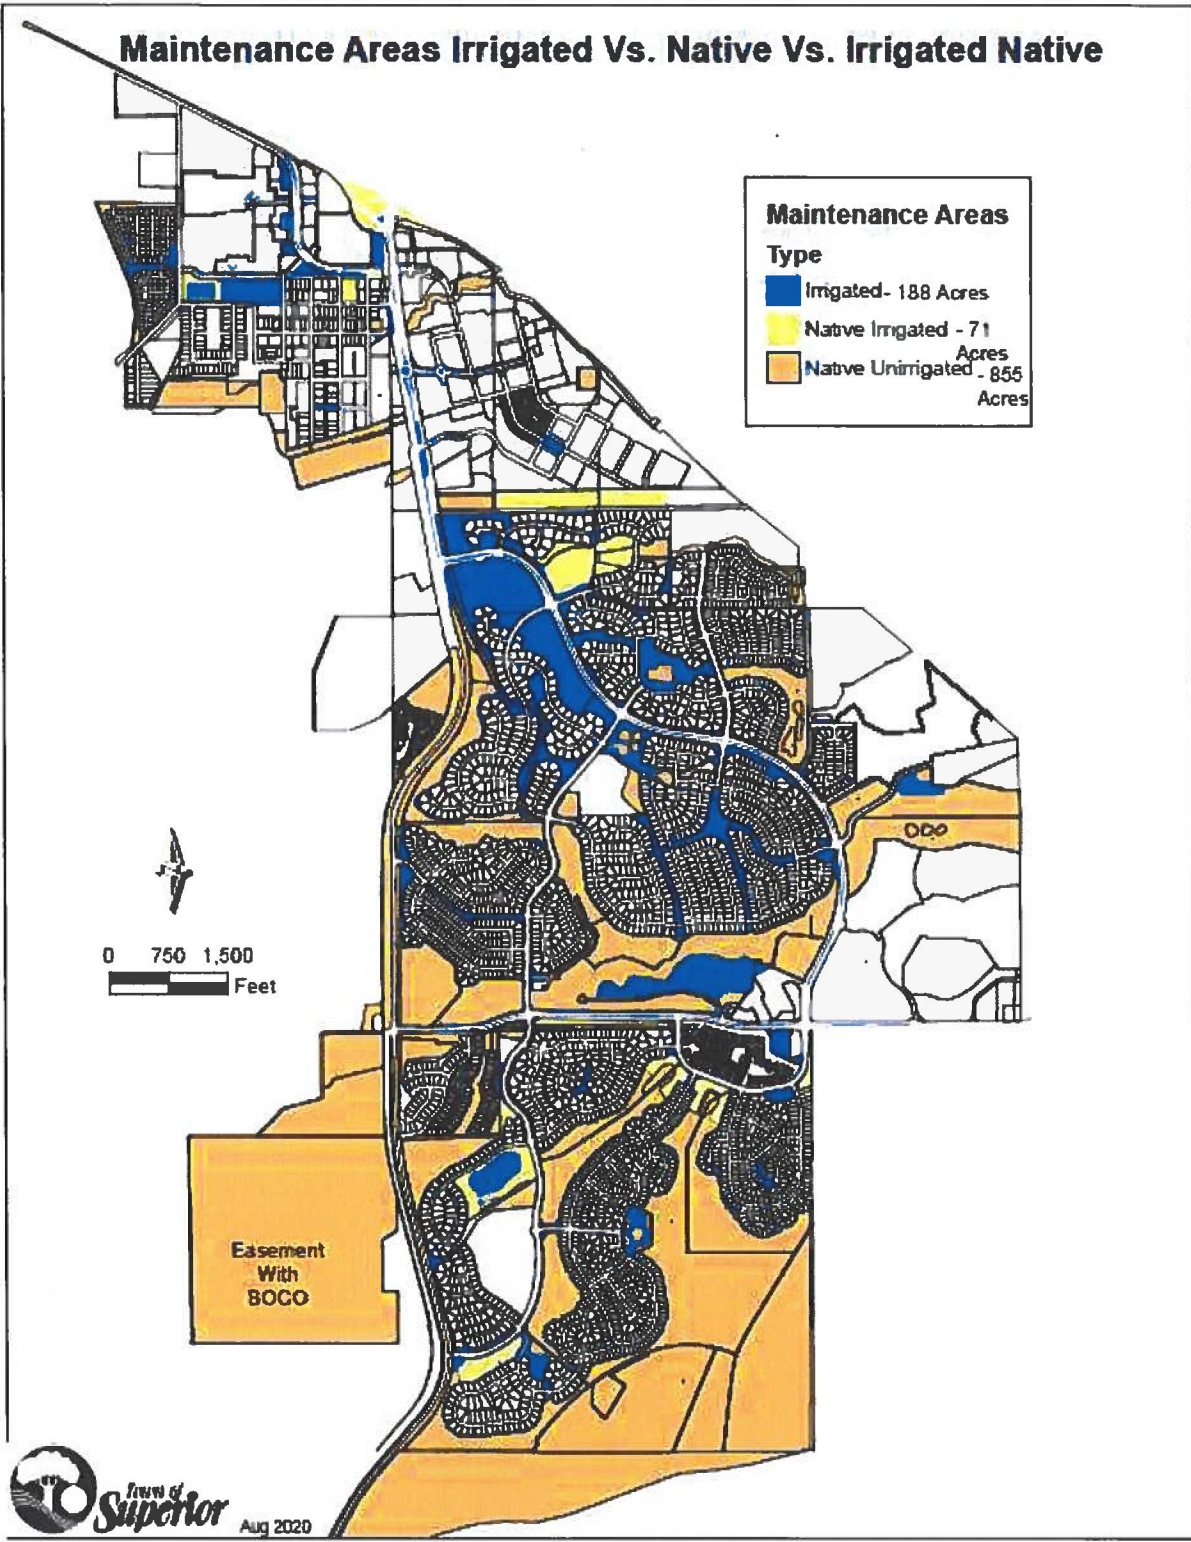 Maintenance Areas Irrigated Vs. Native Vs. Irrigated Native
Maintenance Areas
Type
Irrigated - 188 Acres
Native Irrigated - 71
Acres
Native Unirrigated - 855
Acres
0 750 1,500
Feet
Easement
With
BOCO
Town of
Superior
Aug 2020